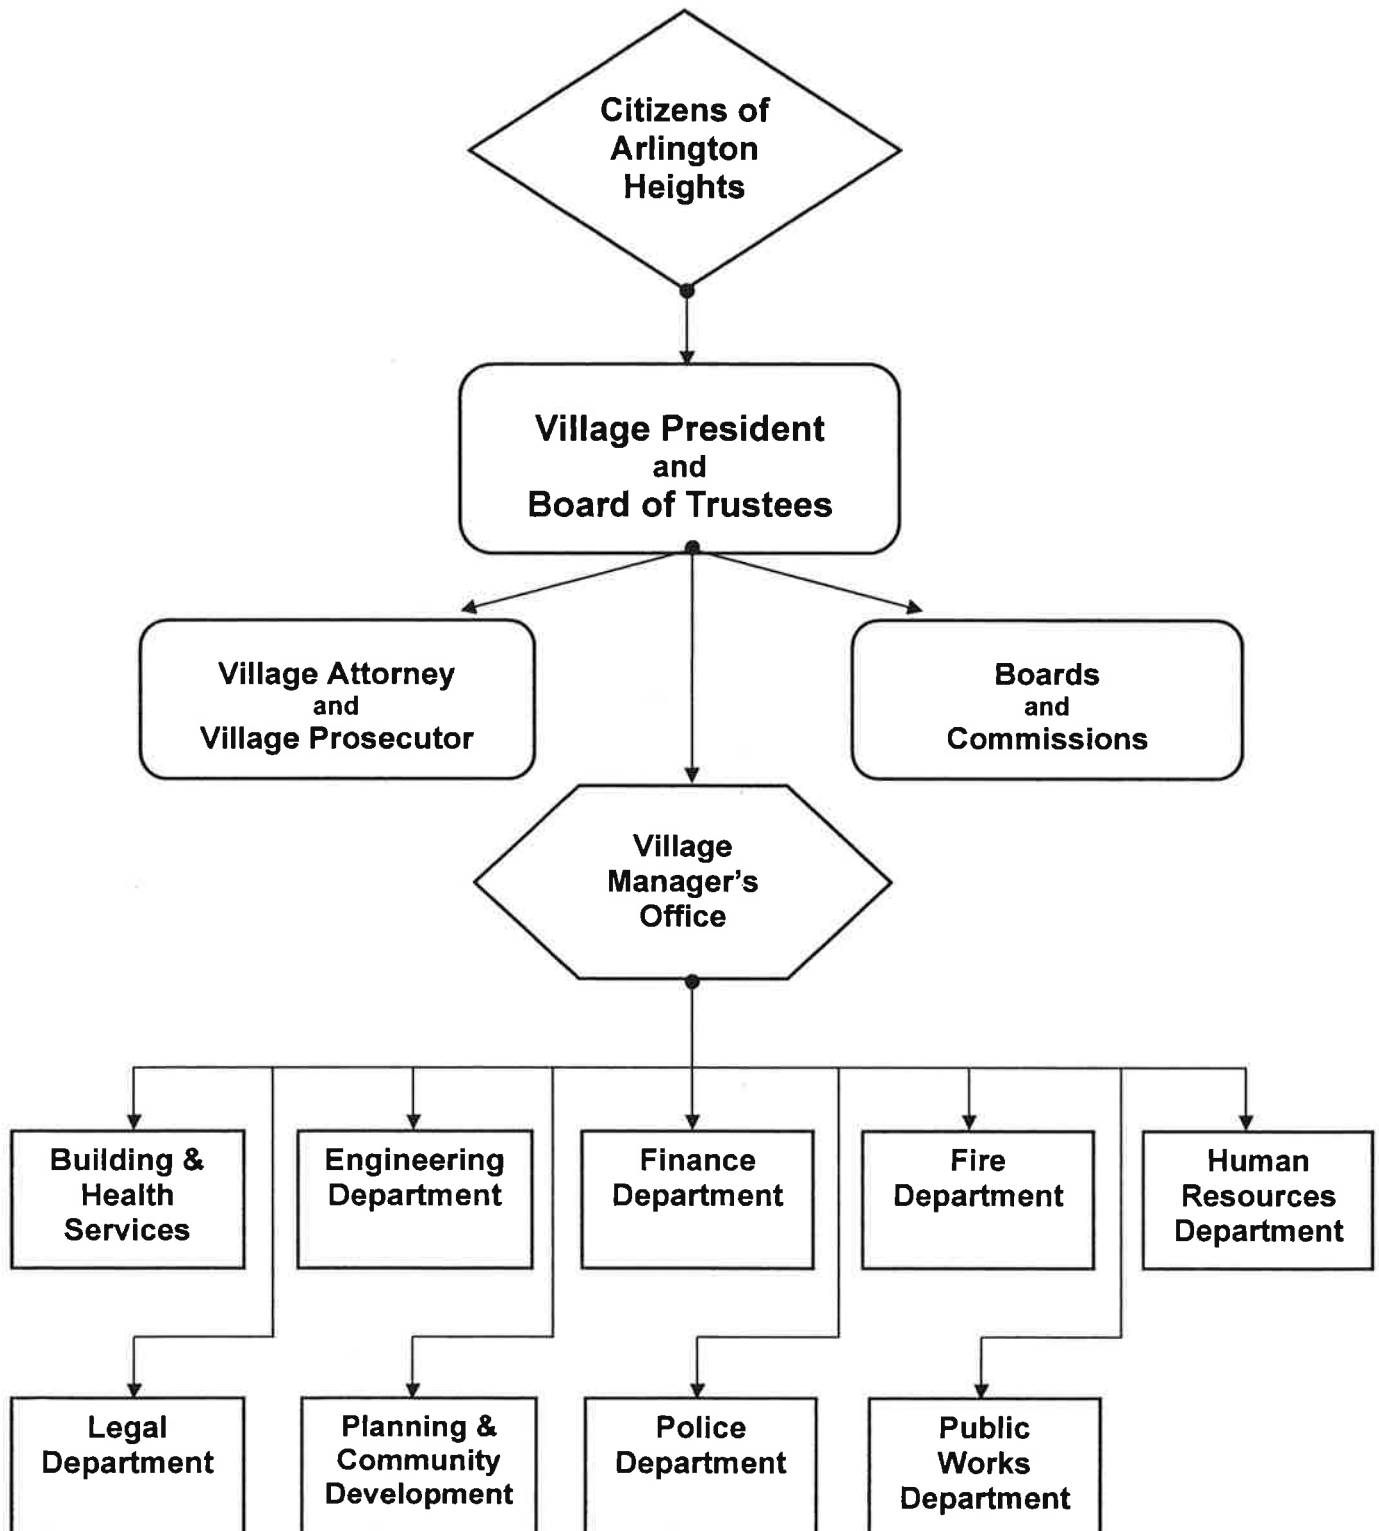 Citizens of
Arlington
Heights
Village President
and
Board of Trustees
Village Attorney
and
Village Prosecutor
Boards
and
Commissions
Village
Manager’s
Office
Building &
Health
Services
Engineering
Department
Finance
Department
Fire
Department
Human
Resources
Department
Legal
Department
Planning &
Community
Development
Police
Department
Public
Works
Department